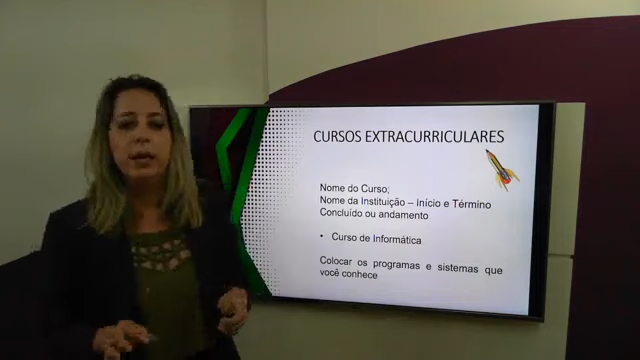 CURSOS EXTRACURRICULARES
Nome do Curso;
Nome da Instituição – início e Término
Concluído ou andamento
• Curso de Informática
Colocar os programas e sistemas que
você conhece